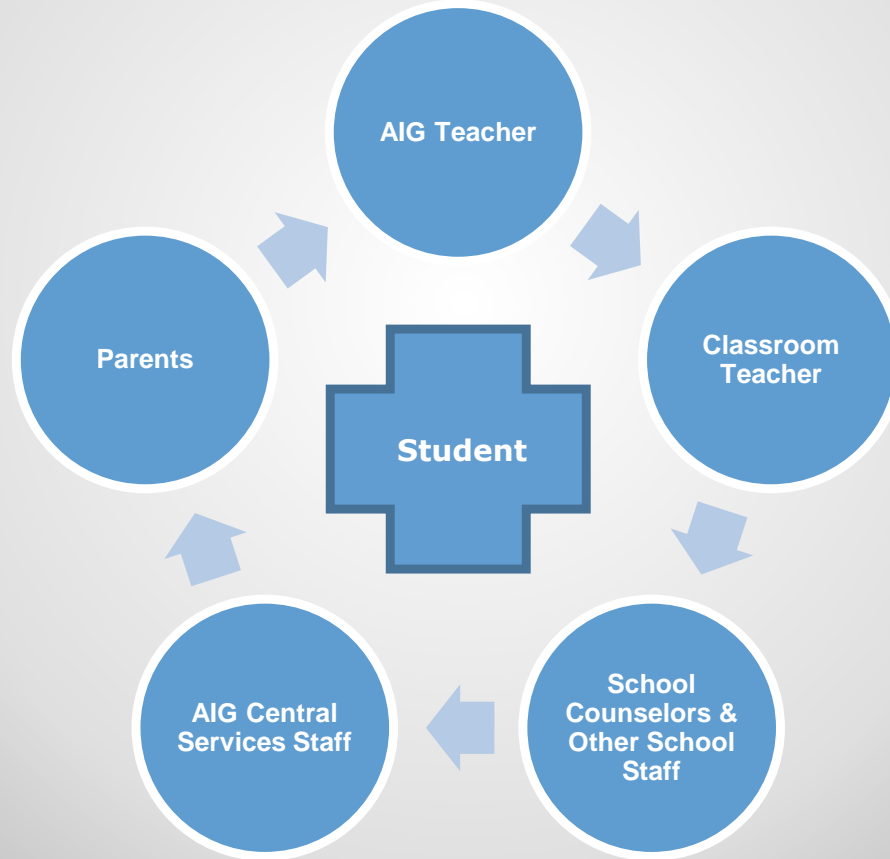 AIG Teacher
Classroom
Teacher
School
Counselors &
Other School
Staff
AIG Central
Services Staff
Parents
Student